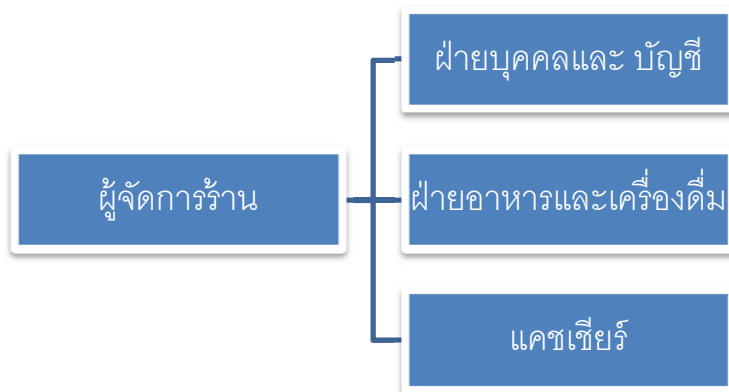 ฝ่ายบุคคลและ บัญชี
ผู้จัดการร้าน
ฝ่ายอาหารและเครื่องดื่ม
แคชเชียร์